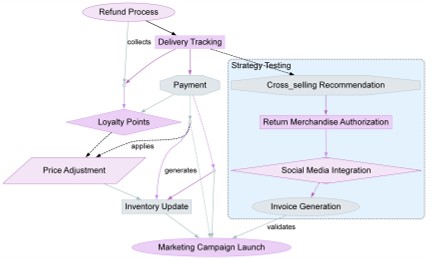 Refund Process
collects
Delivery Tracking
Strategy-Testing
Payment
Cross_selling Recommendation
Loyalty Points
Return Merchandise Authorization
applies
Price Adjustment
generates
Social Media Integration
Inventory Update
Invoice Generation
validates
Marketing Campaign Launch